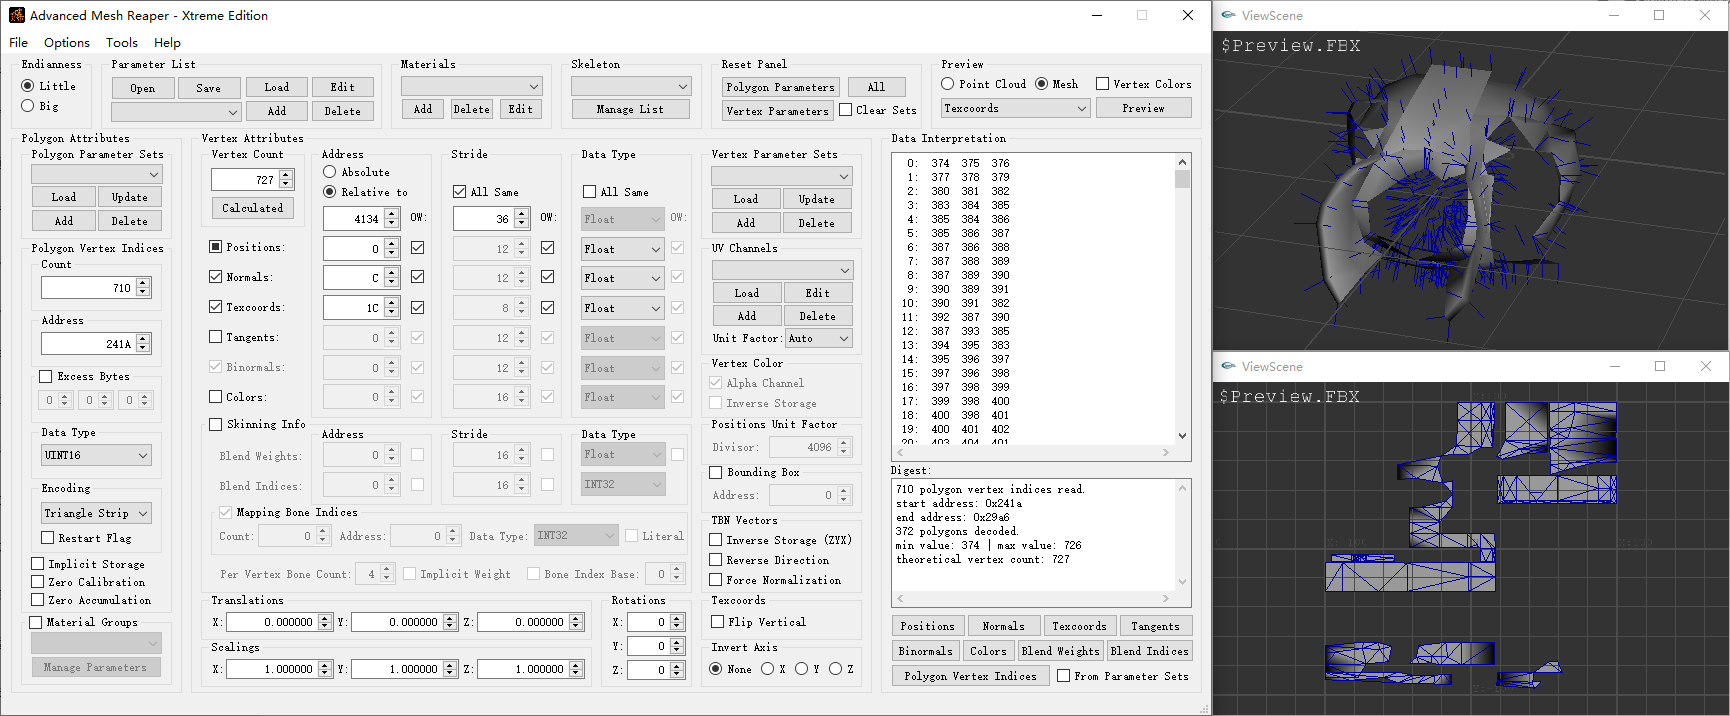 Advanced Mesh Reaper - Xtreme Edition
File Options Tools Help
Endianness
Little
Big
Parameter List
Open Save Load Edit
Add Delete
Materials
Add Delete Edit
Skeleton
Manage List
Reset Panel
Polygon Parameters All
Vertex Parameters Clear Sets
Preview
Point Cloud Mesh Vertex Colors
Texcoords Preview
Polygon Attributes
Polygon Parameter Sets
Load Update
Add Delete
Polygon Vertex Indices
Count
710
Address
241A
Excess Bytes
0 0 0
Data Type
UINT16
Encoding
Triangle Strip
Restart Flag
Implicit Storage
Zero Calibration
Zero Accumulation
Material Groups
Manage Parameters
Vertex Attributes
Vertex Count
727
Calculated
Address
Absolute
Relative to
4134 OW:
Stride
All Same
36 OW:
Data Type
All Same
Float OW:
Positions: 0 12 Float
Normals: C 12 Float
Texcoords: 1C 8 Float
Tangents: 0 12 Float
Binormals: 0 12 Float
Colors: 0 16 Float
Skinning Info
Address Stride Data Type
Blend Weights: 0 16 Float
Blend Indices: 0 16 INT32
Mapping Bone Indices
Count: 0 Address: 0 Data Type: INT32 Literal
Per Vertex Bone Count: 4 Implicit Weight Bone Index Base: 0
Translations
X: 0.000000 Y: 0.000000 Z: 0.000000
Scalings
X: 1.000000 Y: 1.000000 Z: 1.000000
Rotations
X: 0
Y: 0
Z: 0
Vertex Parameter Sets
Load Update
Add Delete
UV Channels
Load Edit
Add Delete
Unit Factor: Auto
Vertex Color
Alpha Channel
Inverse Storage
Positions Unit Factor
Divisor: 4096
Bounding Box
Address: 0
TBN Vectors
Inverse Storage (ZYX)
Reverse Direction
Force Normalization
Texcoords
Flip Vertical
Invert Axis
None X Y Z
Data Interpretation
0: 374 375 376
1: 377 378 379
2: 380 381 382
3: 383 384 385
4: 385 384 386
5: 385 386 387
6: 387 386 388
7: 387 388 389
8: 387 389 390
9: 390 389 391
10: 390 391 382
11: 392 387 390
12: 387 393 385
13: 394 395 383
14: 395 396 397
15: 397 396 398
16: 397 398 399
17: 399 398 400
18: 400 398 401
19: 400 401 402
20: 403 404 401
Digest:
710 polygon vertex indices read.
start address: 0x241a
end address: 0x29a6
372 polygons decoded.
min value: 374 | max value: 726
theoretical vertex count: 727
Positions Normals Texcoords Tangents
Binormals Colors Blend Weights Blend Indices
Polygon Vertex Indices From Parameter Sets
ViewScene
$Preview.FBX
ViewScene
$Preview.FBX